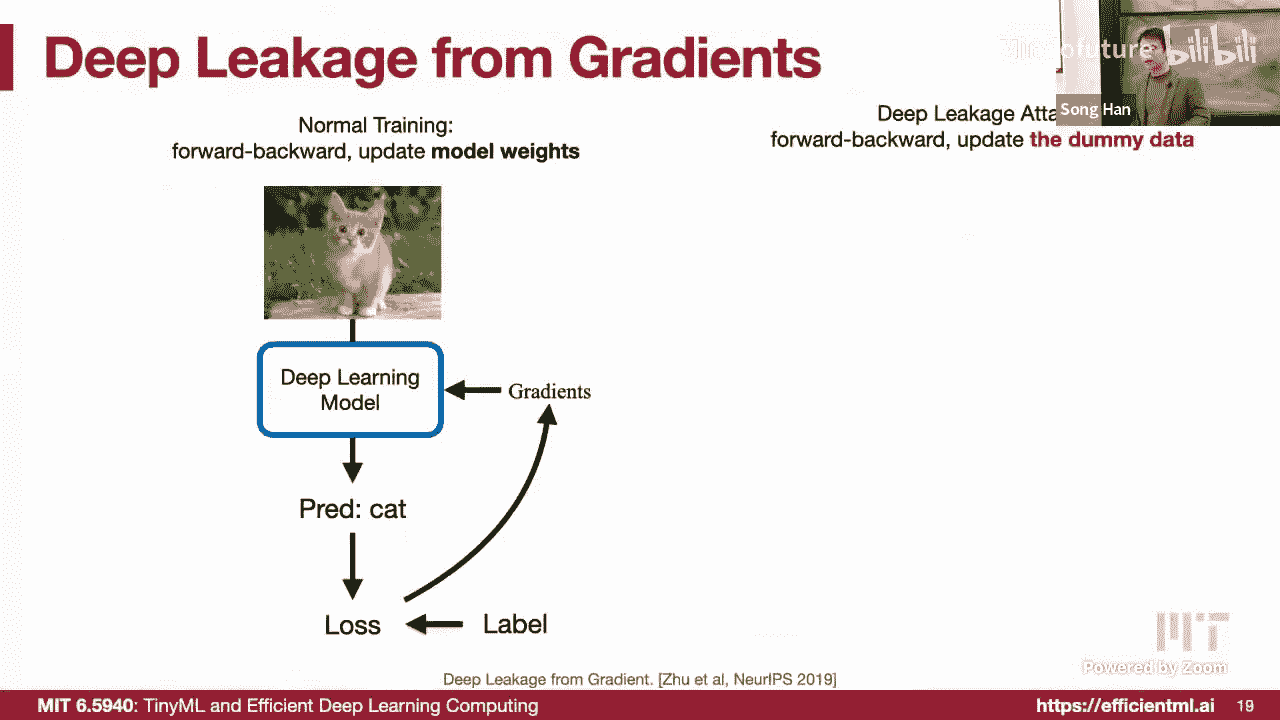 Deep Leakage from Gradients
bilibili
Song Han
Normal Training:
forward-backward, update model weights
Deep Leakage
forward-backward, update the dummy data
Deep Learning
Model
Gradients
Pred: cat
Loss
Label
MIT
Powered by Zoom
Deep Leakage from Gradient. [Zhu et al, NeurIPS 2019]
MIT 6.5940: TinyML and Efficient Deep Learning Computing
https://efficientml.ai
19